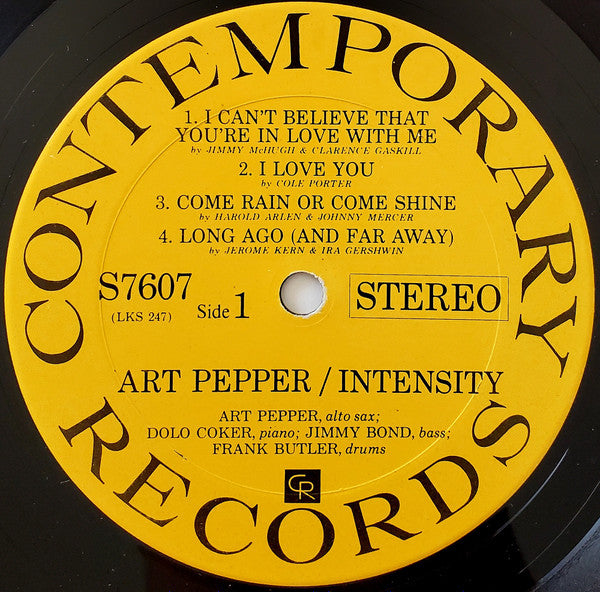 CONTEMPORARY
1. I CAN'T BELIEVE THAT
YOU'RE IN LOVE WITH ME
by JIMMY McHUGH & CLARENCE GASKILL
2. I LOVE YOU
by COLE PORTER
3. COME RAIN OR COME SHINE
by HAROLD ARLEN & JOHNNY MERCER
4. LONG AGO (AND FAR AWAY)
by JEROME KERN & IRA GERSHWIN
S7607
(LKS 247)
Side 1
STEREO
ART PEPPER / INTENSITY
ART PEPPER, alto sax;
DOLO COKER, piano; JIMMY BOND, bass;
FRANK BUTLER, drums
CR
RECORDS